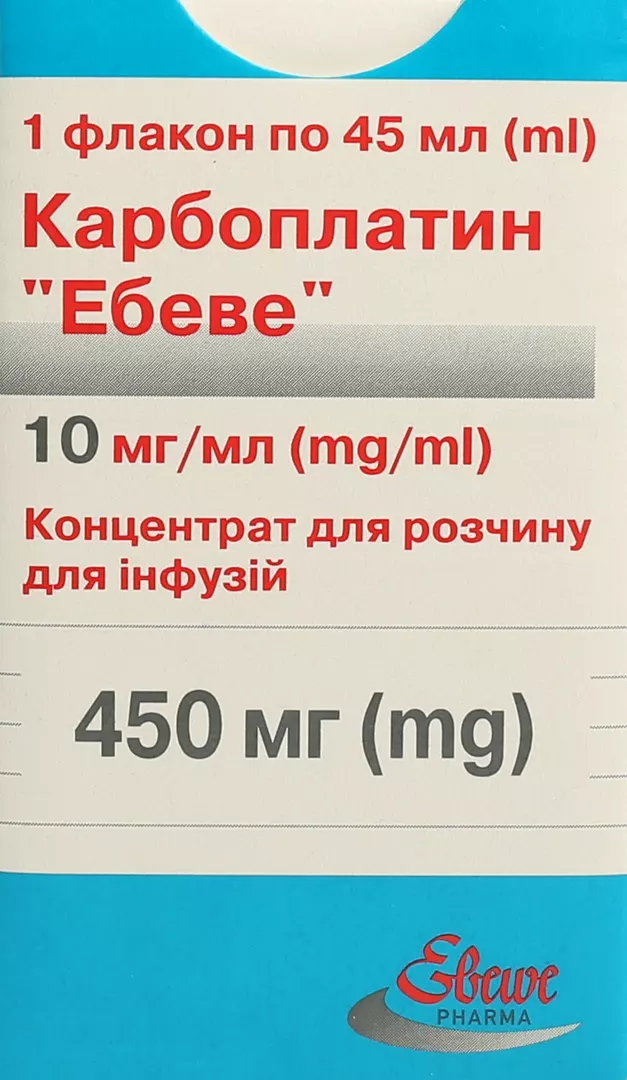 1 флакон по 45 мл (ml)
Карбоплатин
"Ебеве"
10 мг/мл (mg/ml)
Концентрат для розчину
для інфузій
450 мг (mg)
Ebewe
PHARMA